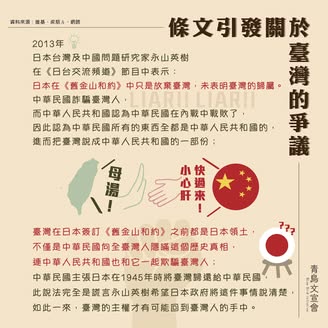 資料來源：維基、威廉A、網路
條文引發關
於臺灣的爭議
2013年
日本台灣及中國問題研究家永山英樹
在《日台交流頻道》節目中表示：
日本在《舊金山和約》中只是放棄臺灣，未表明臺灣的歸屬。
中華民國詐騙臺灣人，
而中華人民共和國認為中華民國在內戰中戰敗了，
因此認為中華民國所有的東西全都是中華人民共和國的，
進而把臺灣說成中華人民共和國的一部份；
LIAR!! LIAR!!
母湯！
快過來！
小心肝
???
臺灣在日本簽訂《舊金山和約》之前都是日本領土，
不僅是中華民國向全臺灣人隱瞞這個歷史真相，
連中華人民共和國也和它一起欺騙臺灣人；
中華民國主張日本在1945年時將臺灣歸還給中華民國，
此說法完全是謊言永山英樹希望日本政府將這件事情說清楚，
如此一來，臺灣的主權才有可能回到臺灣人的手中。
青鳥文宣會